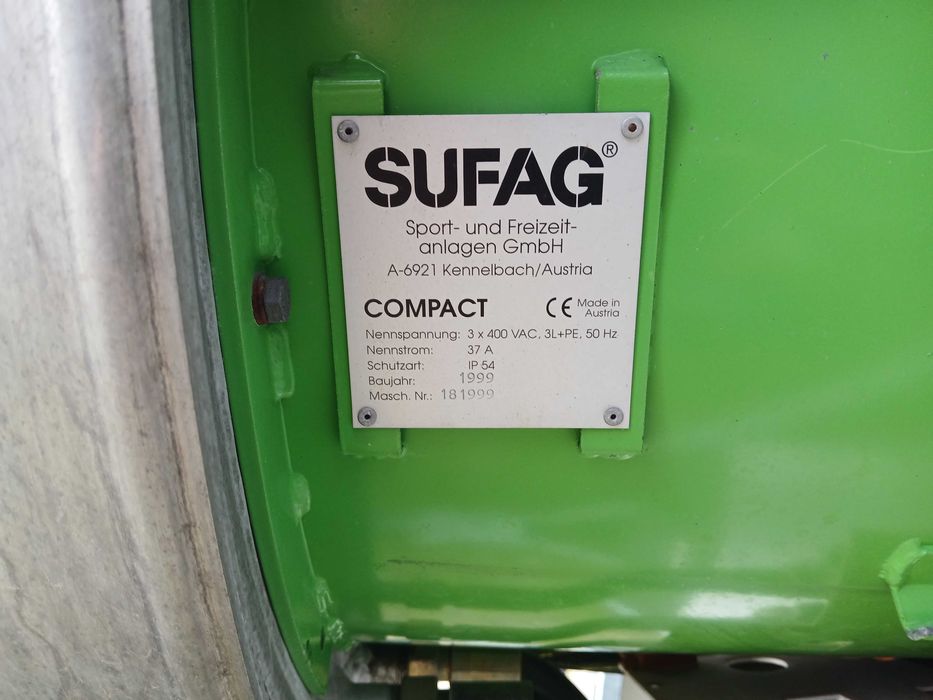 SUFAG®
Sport- und Freizeit-
anlagen GmbH
A-6921 Kennelbach/Austria
COMPACT CE Made in
Austria
Nennspannung: 3 x 400 VAC, 3L+PE, 50 Hz
Nennstrom: 37 A
Schutzart: IP 54
Baujahr: 1999
Masch. Nr.: 181999